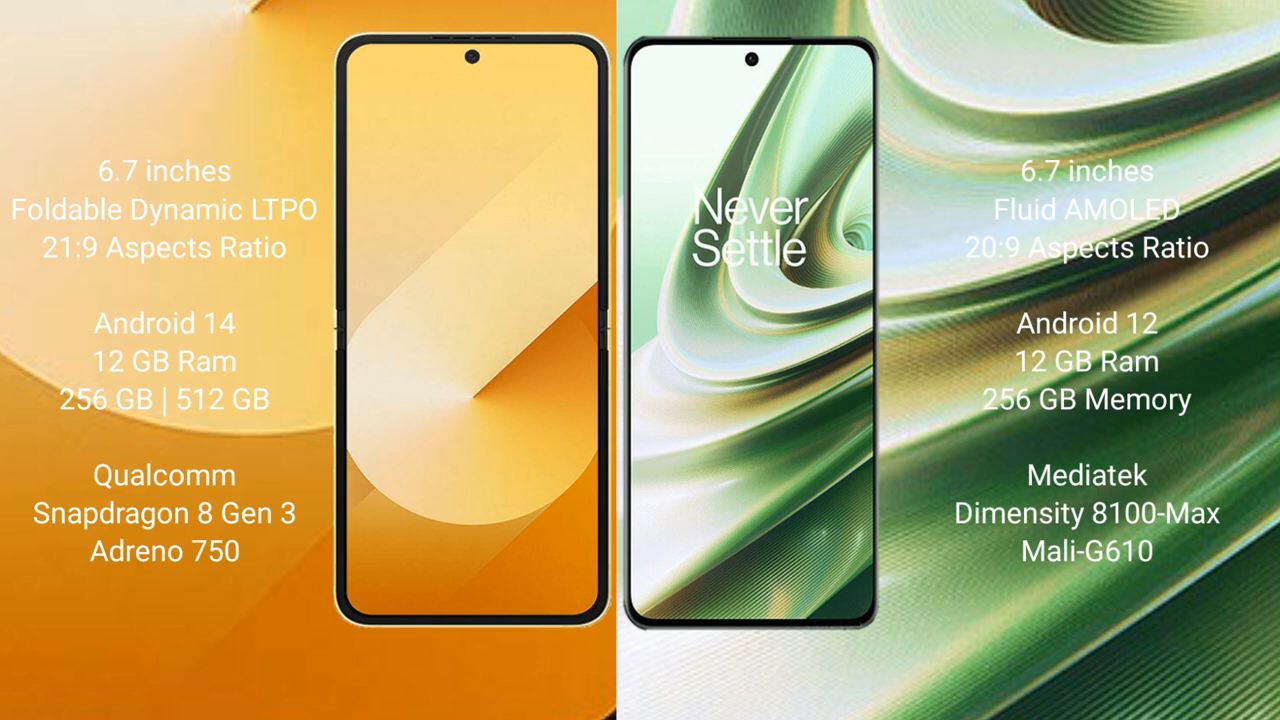 6.7 inches
Foldable Dynamic LTPO
21:9 Aspects Ratio
Android 14
12 GB Ram
256 GB | 512 GB
Qualcomm
Snapdragon 8 Gen 3
Adreno 750
Never
Settle
6.7 inches
Fluid AMOLED
20:9 Aspects Ratio
Android 12
12 GB Ram
256 GB Memory
Mediatek
Dimensity 8100-Max
Mali-G610